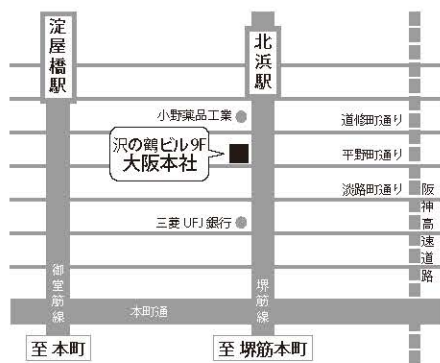 淀屋橋駅
北浜駅
小野薬品工業
道修町通り
沢の鶴ビル9F
大阪本社
平野町通り
淡路町通り
阪神高速道路
三菱UFJ銀行
御堂筋線
堺筋線
本町通
至 本町
至 堺筋本町